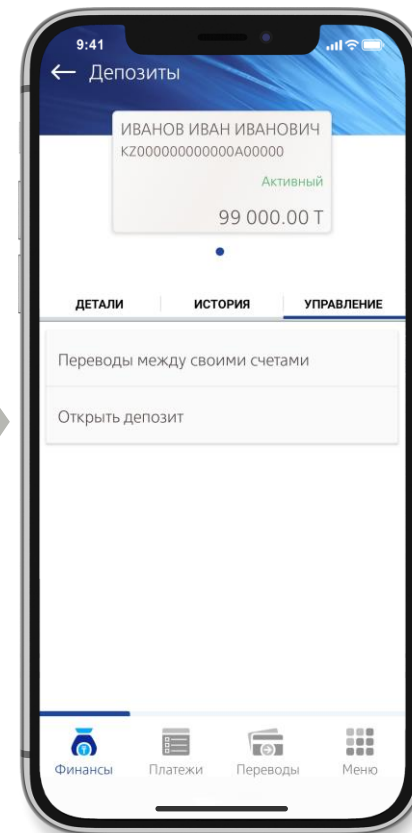 9:41
← Депозиты
ИВАНОВ ИВАН ИВАНОВИЧ
KZ000000000000A00000
Активный
99 000.00 T
ДЕТАЛИ ИСТОРИЯ УПРАВЛЕНИЕ
Переводы между своими счетами
Открыть депозит
Финансы Платежи Переводы Меню